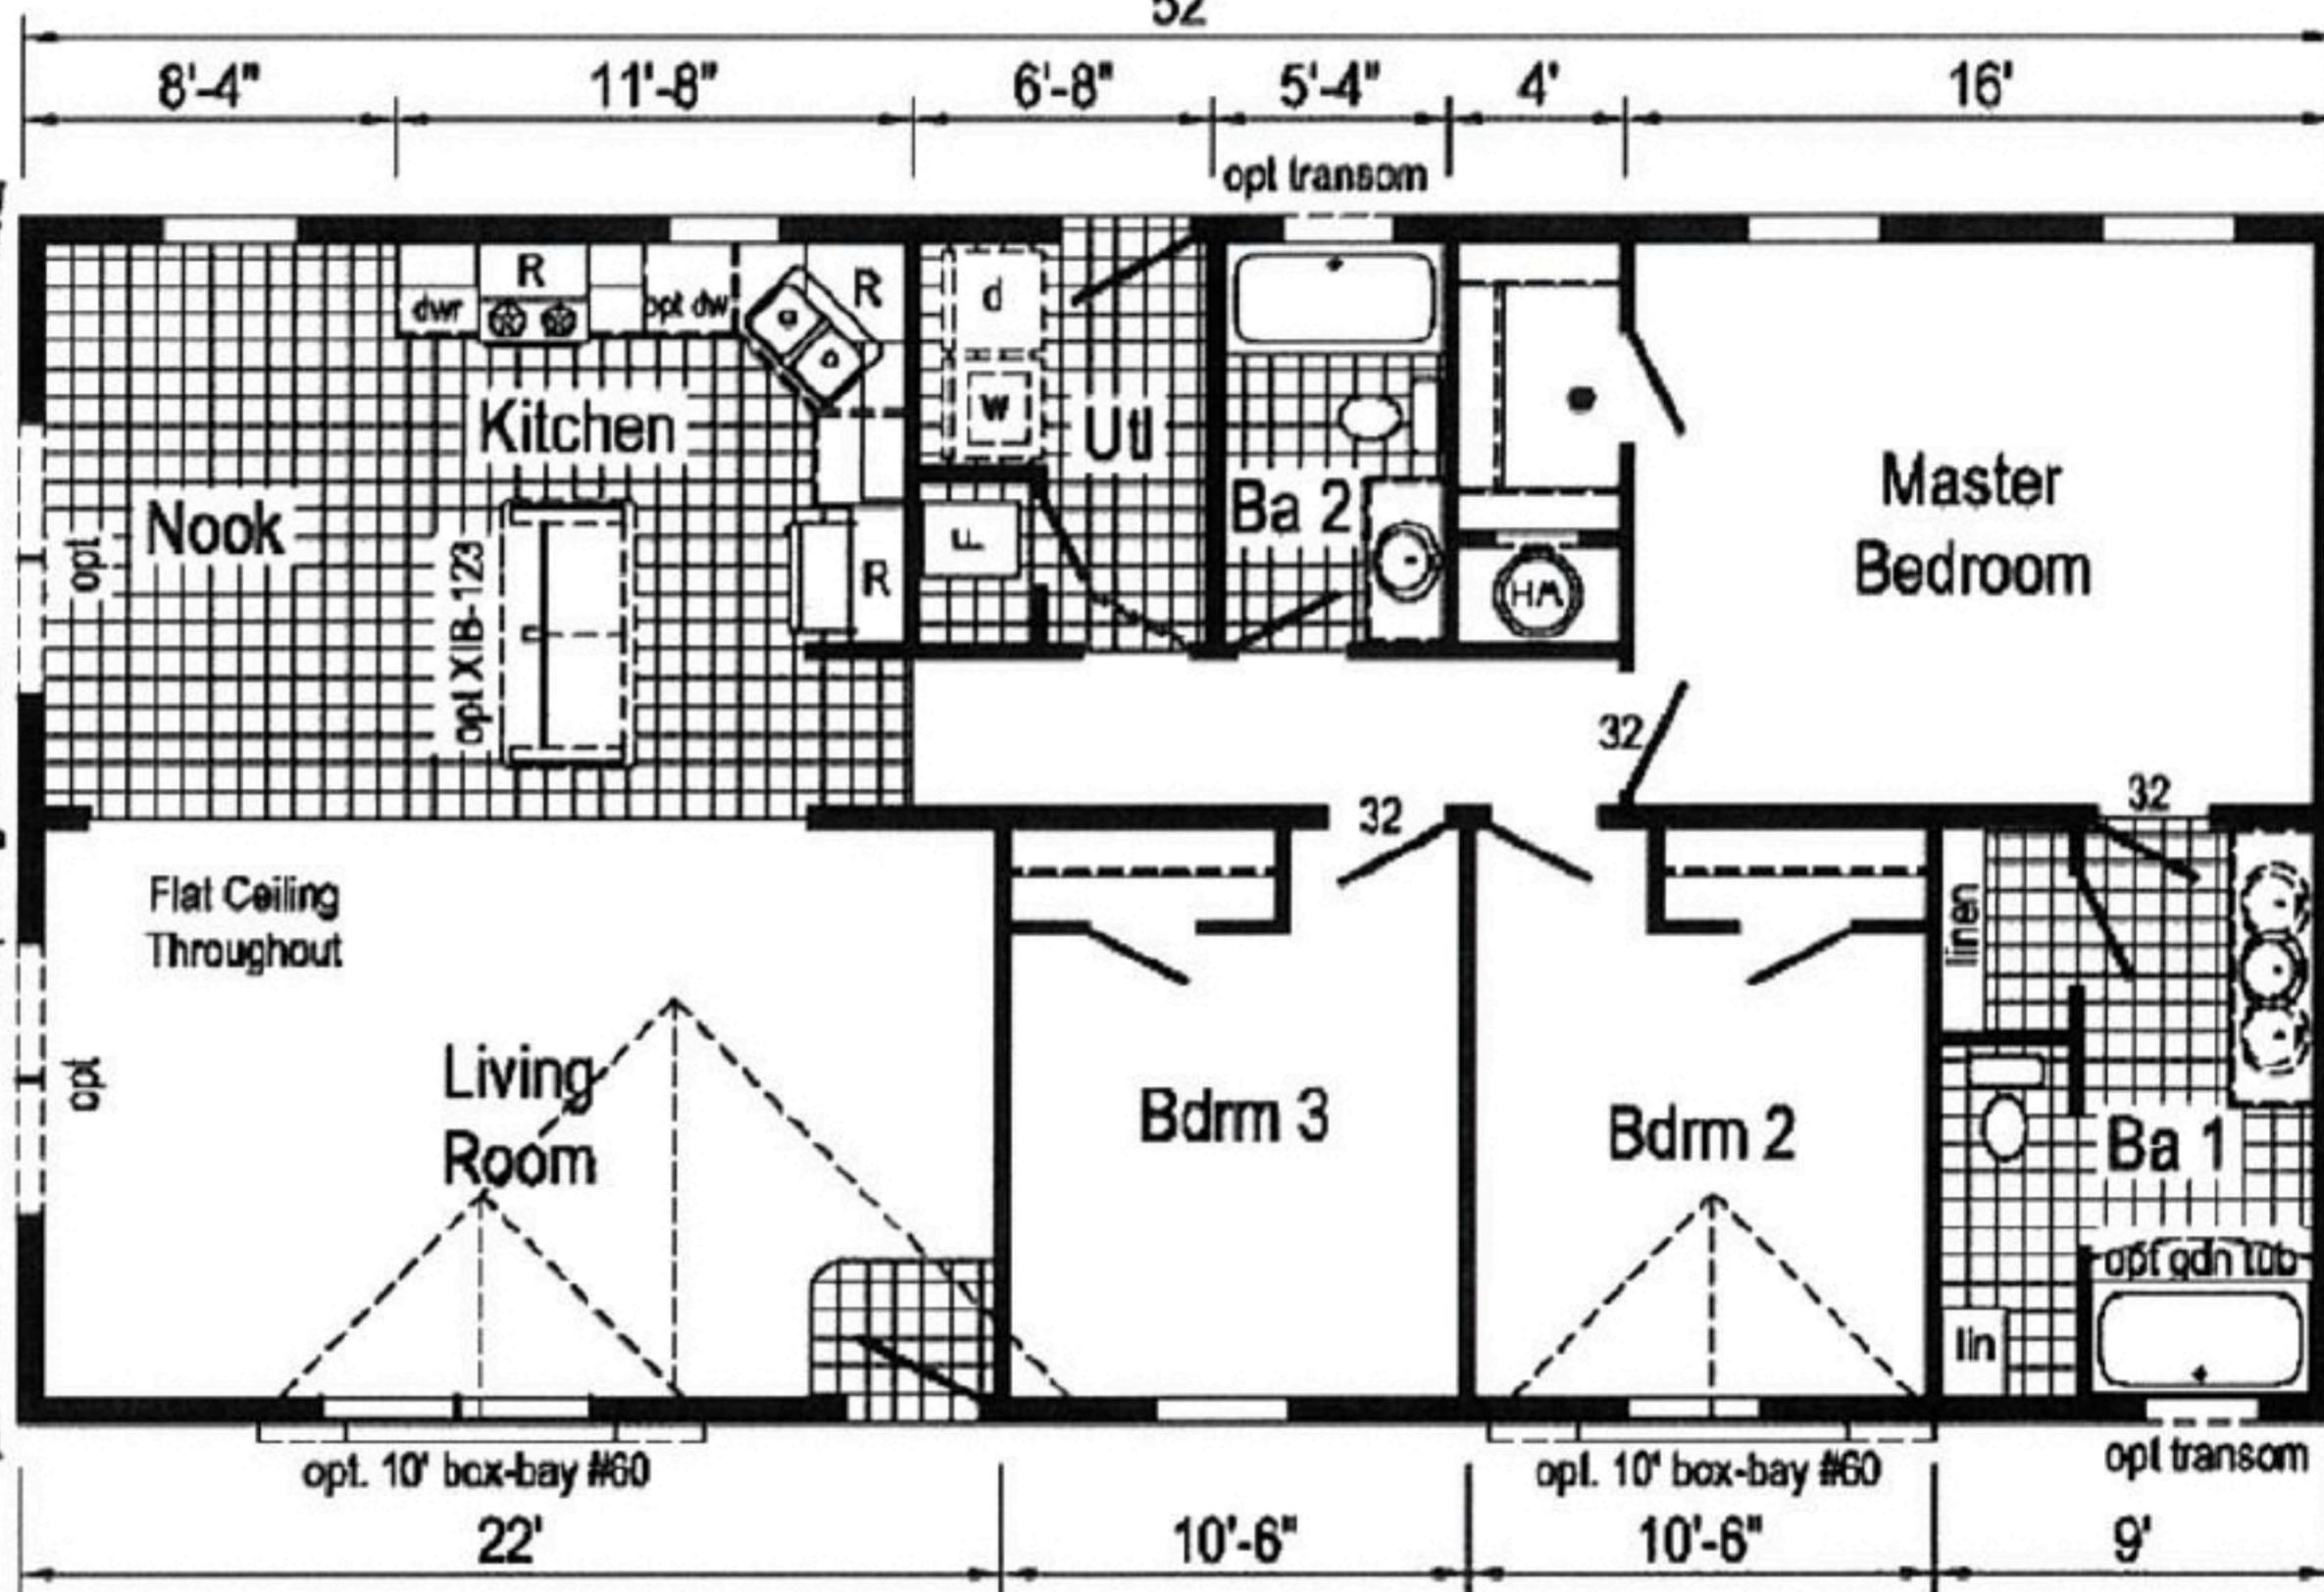 52'
8'-4"
11'-8"
6'-8"
5'-4"
4'
16'
opt transom
R
dwr
opt dw
R
d
Kitchen
w
Utl
Master
Bedroom
Nook
Ba 2
opt
opt XIB-123
R
F
32
32
32
Flat Ceiling
Throughout
linen
opt
Living
Room
Bdrm 3
Bdrm 2
Ba 1
opt gdn tub
lin
opt. 10' box-bay #60
opt. 10' box-bay #60
opt transom
22'
10'-6"
10'-6"
9'